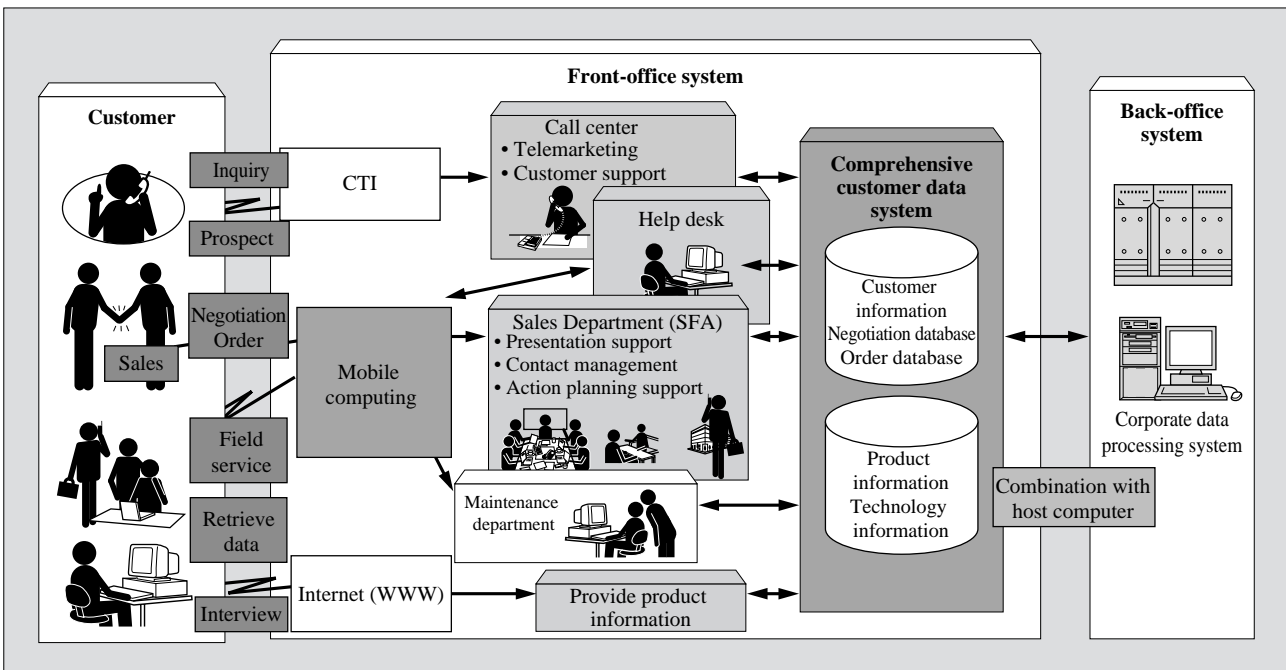 Front-office system
Customer
Back-office
system
Inquiry
Prospect
Negotiation
Order
Sales
Field
service
Retrieve
data
Interview
CTI
Mobile
computing
Internet (WWW)
Call center
• Telemarketing
• Customer support
Help desk
Sales Department (SFA)
• Presentation support
• Contact management
• Action planning support
Maintenance
department
Provide product
information
Comprehensive
customer data
system
Customer
information
Negotiation database
Order database
Product
information
Technology
information
Corporate data
processing system
Combination with
host computer